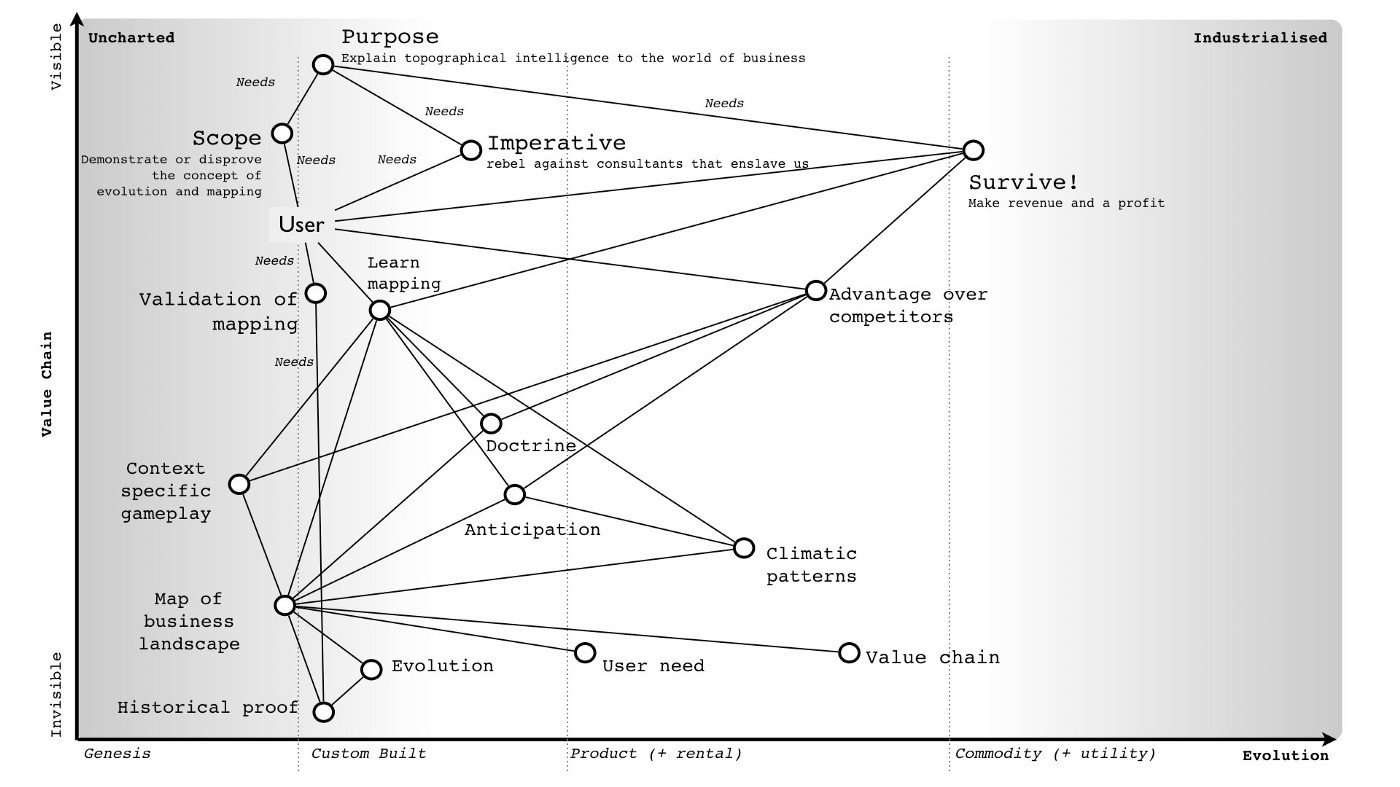 Visible
Uncharted
Purpose
Industrialised
Explain topographical intelligence to the world of business
Needs
Needs
Needs
Scope
Imperative
Demonstrate or disprove
the concept of
evolution and mapping
Needs
Needs
rebel against consultants that enslave us
Survive!
Make revenue and a profit
User
Needs
Learn
mapping
Validation of
mapping
Advantage over
competitors
Value Chain
Needs
Doctrine
Context
specific
gameplay
Anticipation
Climatic
patterns
Map of
business
landscape
Invisible
Evolution
User need
Value chain
Historical proof
Genesis
Custom Built
Product (+ rental)
Commodity (+ utility)
Evolution